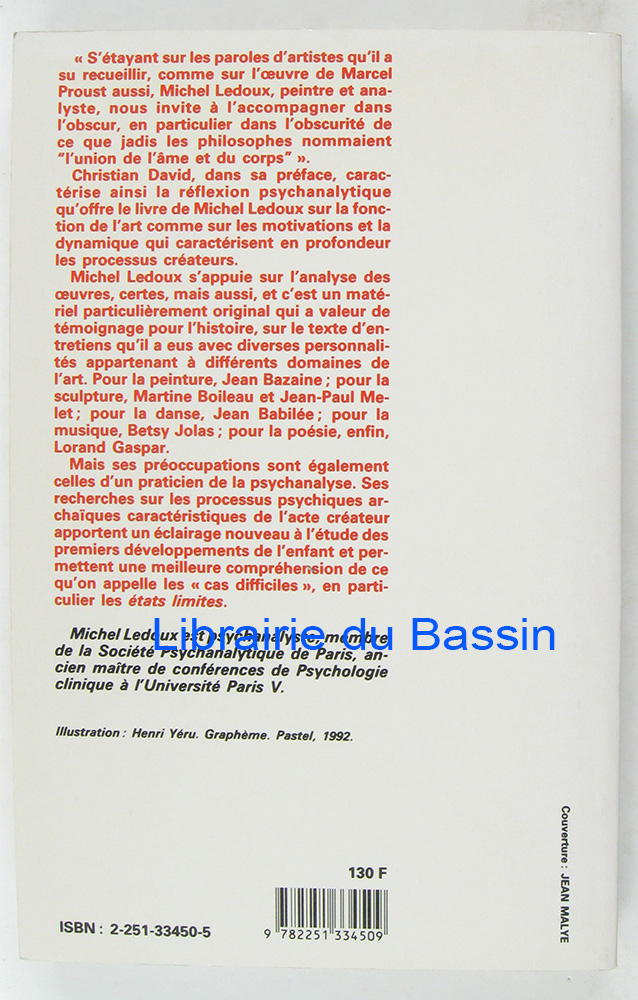 « S'étayant sur les paroles d'artistes qu'il a
su recueillir, comme sur l'œuvre de Marcel
Proust aussi, Michel Ledoux, peintre et ana-
lyste, nous invite à l'accompagner dans
l'obscur, en particulier dans l'obscurité de
ce que jadis les philosophes nommaient
"l'union de l'âme et du corps" ».
Christian David, dans sa préface, carac-
térise ainsi la réflexion psychanalytique
qu'offre le livre de Michel Ledoux sur la fonc-
tion de l'art comme sur les motivations et la
dynamique qui caractérisent en profondeur
les processus créateurs.
Michel Ledoux s'appuie sur l'analyse des
œuvres, certes, mais aussi, et c'est un maté-
riel particulièrement original qui a valeur de
témoignage pour l'histoire, sur le texte d'en-
tretiens qu'il a eus avec diverses personnali-
tés appartenant à différents domaines de
l'art. Pour la peinture, Jean Bazaine ; pour la
sculpture, Martine Boileau et Jean-Paul Me-
let ; pour la danse, Jean Babilée ; pour la
musique, Betsy Jolas ; pour la poésie, enfin,
Lorand Gaspar.
Mais ses préoccupations sont également
celles d'un praticien de la psychanalyse. Ses
recherches sur les processus psychiques ar-
chaïques caractéristiques de l'acte créateur
apportent un éclairage nouveau à l'étude des
premiers développements de l'enfant et per-
mettent une meilleure compréhension de ce
qu'on appelle les « cas difficiles », en parti-
culier les états limites.
Michel Ledoux est psychanalyste, membre
de la Société Psychanalytique de Paris, an-
cien maître de conférences de Psychologie
clinique à l'Université Paris V.
Librairie du Bassin
Illustration : Henri Yéru. Graphème. Pastel, 1992.
Couverture : JEAN MALYE
130 F
ISBN : 2-251-33450-5
9 782251 334509